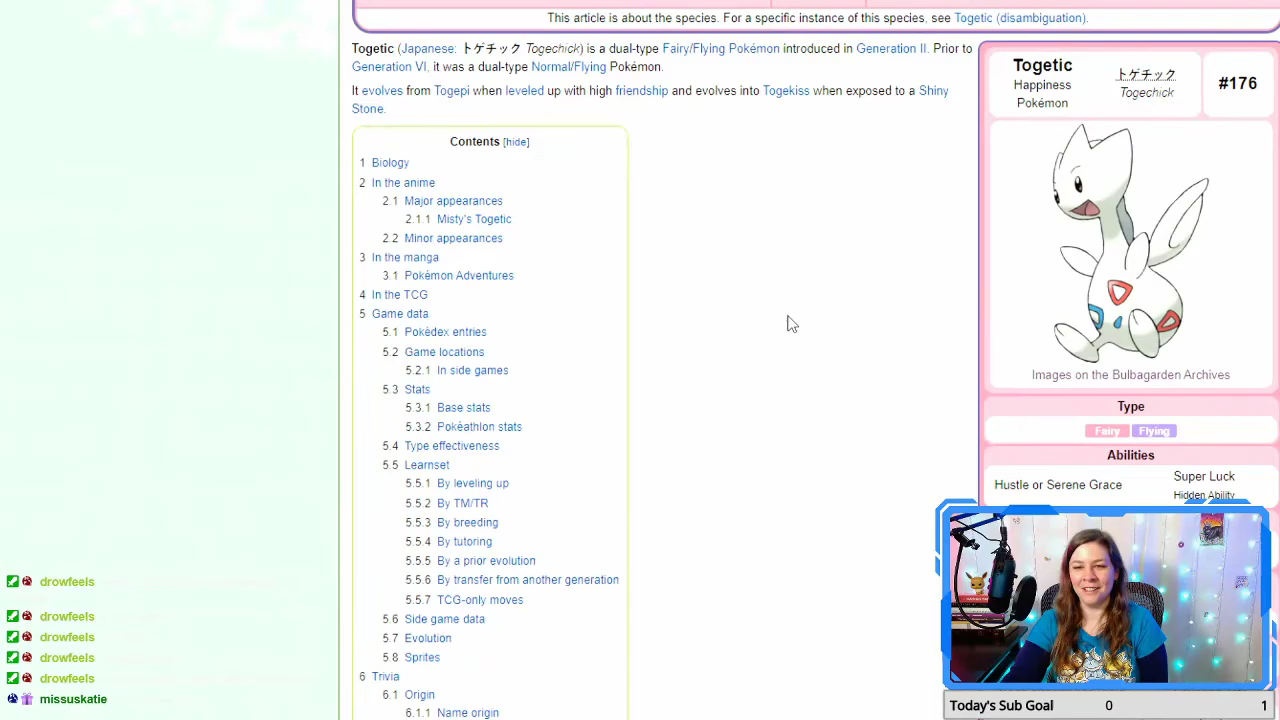 This article is about the species. For a specific instance of this species, see Togetic (disambiguation).
Togetic (Japanese: トゲチック Togechick) is a dual-type Fairy/Flying Pokémon introduced in Generation II. Prior to
Generation VI, it was a dual-type Normal/Flying Pokémon.
It evolves from Togepi when leveled up with high friendship and evolves into Togekiss when exposed to a Shiny
Stone.
Contents [hide]
1 Biology
2 In the anime
2.1 Major appearances
2.1.1 Misty's Togetic
2.2 Minor appearances
3 In the manga
3.1 Pokémon Adventures
4 In the TCG
5 Game data
5.1 Pokédex entries
5.2 Game locations
5.2.1 In side games
5.3 Stats
5.3.1 Base stats
5.3.2 Pokéathlon stats
5.4 Type effectiveness
5.5 Learnset
5.5.1 By leveling up
5.5.2 By TM/TR
5.5.3 By breeding
5.5.4 By tutoring
5.5.5 By a prior evolution
5.5.6 By transfer from another generation
5.5.7 TCG-only moves
5.6 Side game data
5.7 Evolution
5.8 Sprites
6 Trivia
6.1 Origin
6.1.1 Name origin
Togetic
Happiness
Pokémon
トゲチック
Togechick
#176
Images on the Bulbagarden Archives
Type
Fairy Flying
Abilities
Hustle or Serene Grace
Super Luck
Hidden Ability
drowfeels
drowfeels
drowfeels
drowfeels
drowfeels
missuskatie
Today's Sub Goal 0 1